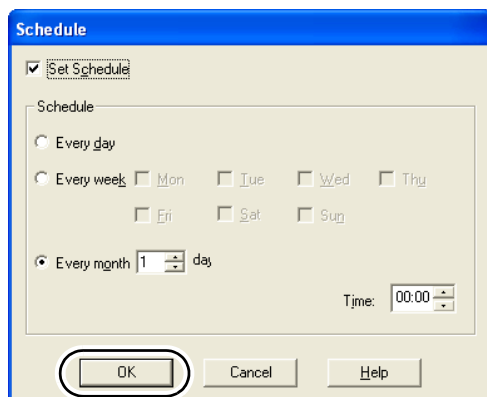 Schedule
Set Schedule
Schedule
Every day
Every week Mon Tue Wed Thu
Fri Sat Sun
Every month 1 day
Time: 00:00
OK Cancel Help